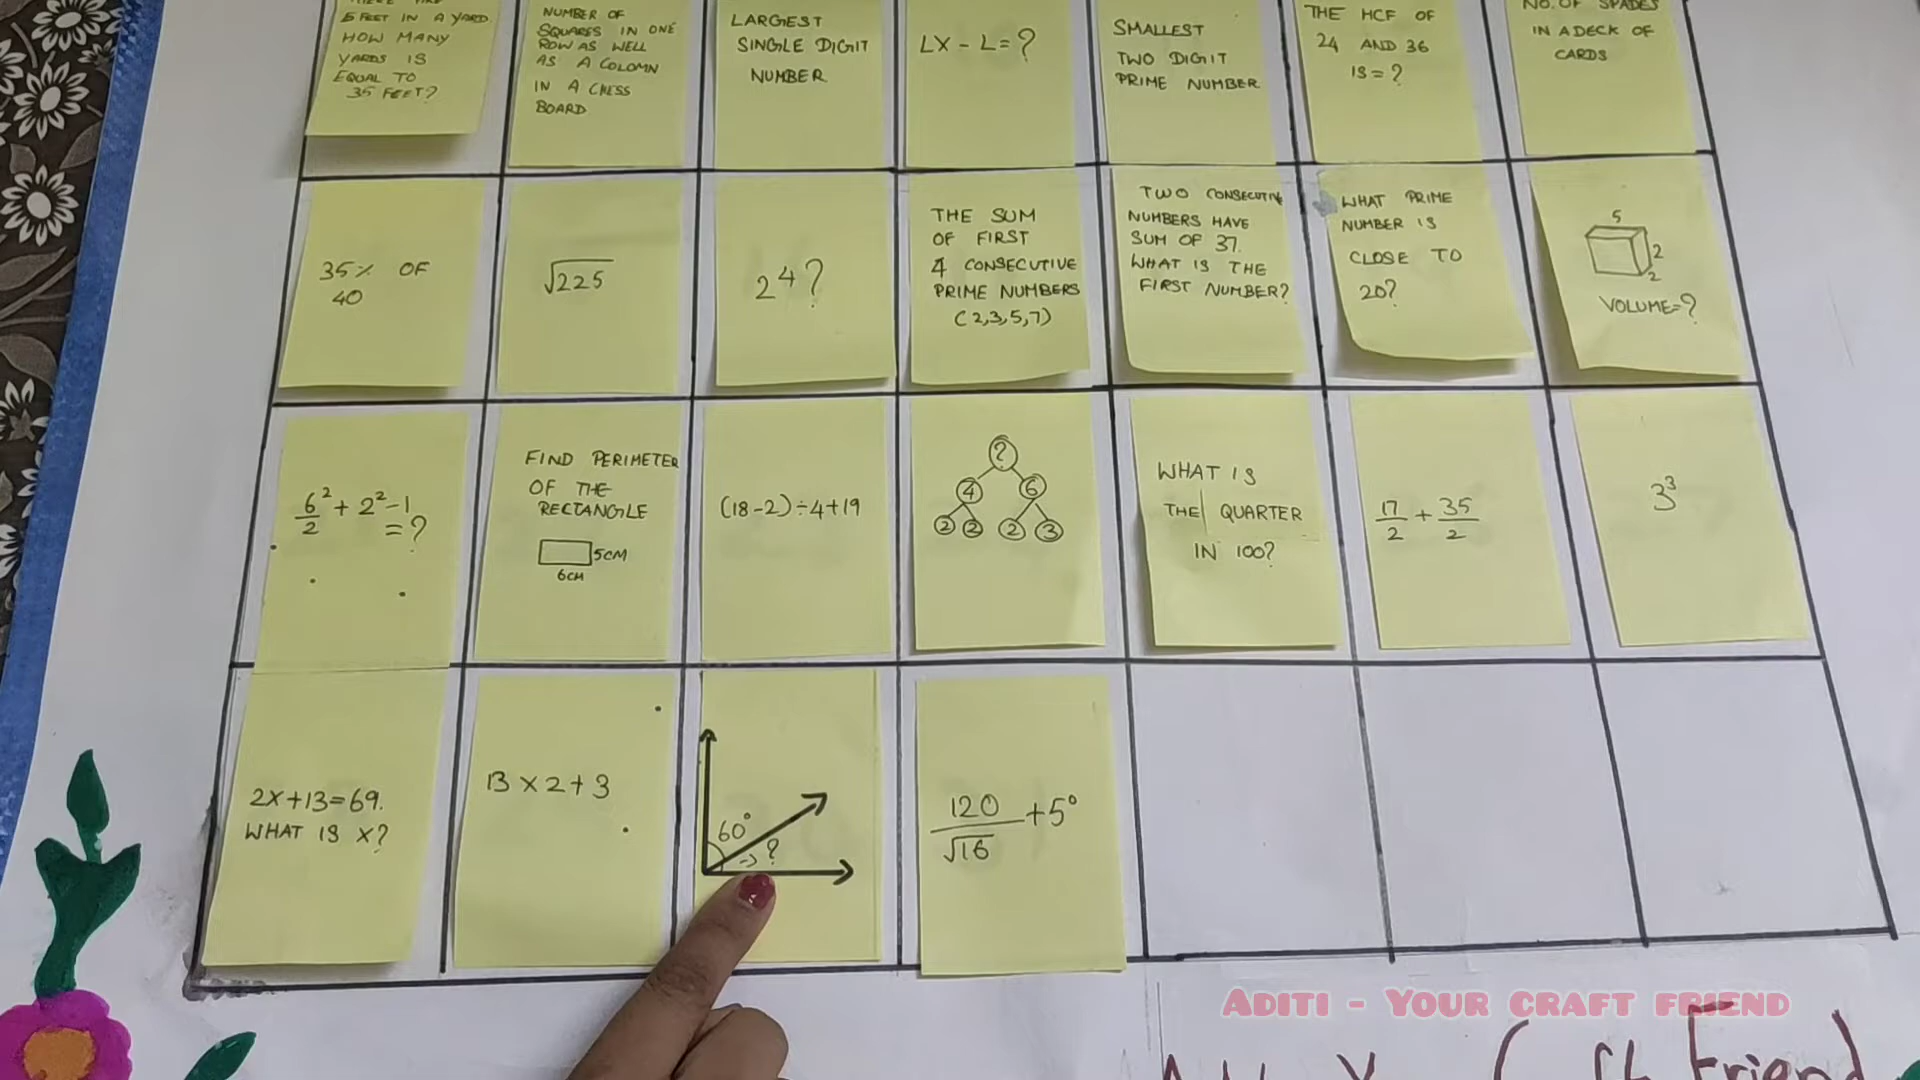 5 FEET IN A YARD.
HOW MANY
YARDS IS
EQUAL TO
35 FEET?
NUMBER OF
SQUARES IN ONE
ROW AS WELL
AS A COLOMN
IN A CHESS
BOARD
LARGEST
SINGLE DIGIT
NUMBER
LX - L = ?
SMALLEST
TWO DIGIT
PRIME NUMBER
THE HCF OF
24 AND 36
IS = ?
NO. OF SPADES
IN A DECK OF
CARDS
35% OF
40
√225
2⁴?
THE SUM
OF FIRST
4 CONSECUTIVE
PRIME NUMBERS
(2,3,5,7)
TWO CONSECUTIVE
NUMBERS HAVE
SUM OF 37.
WHAT IS THE
FIRST NUMBER?
WHAT PRIME
NUMBER IS
CLOSE TO
20?
5
2
2
VOLUME=?
6²/2 + 2² - 1
= ?
FIND PERIMETER
OF THE
RECTANGLE
5CM
6CM
(18-2)÷4+19
?
4 6
2 2 2 3
WHAT IS
THE QUARTER
IN 100?
17/2 + 35/2
3³
2X+13=69.
WHAT IS X?
13 X 2 + 3
60°
?
120/√16 + 5°
ADITI - YOUR CRAFT FRIEND